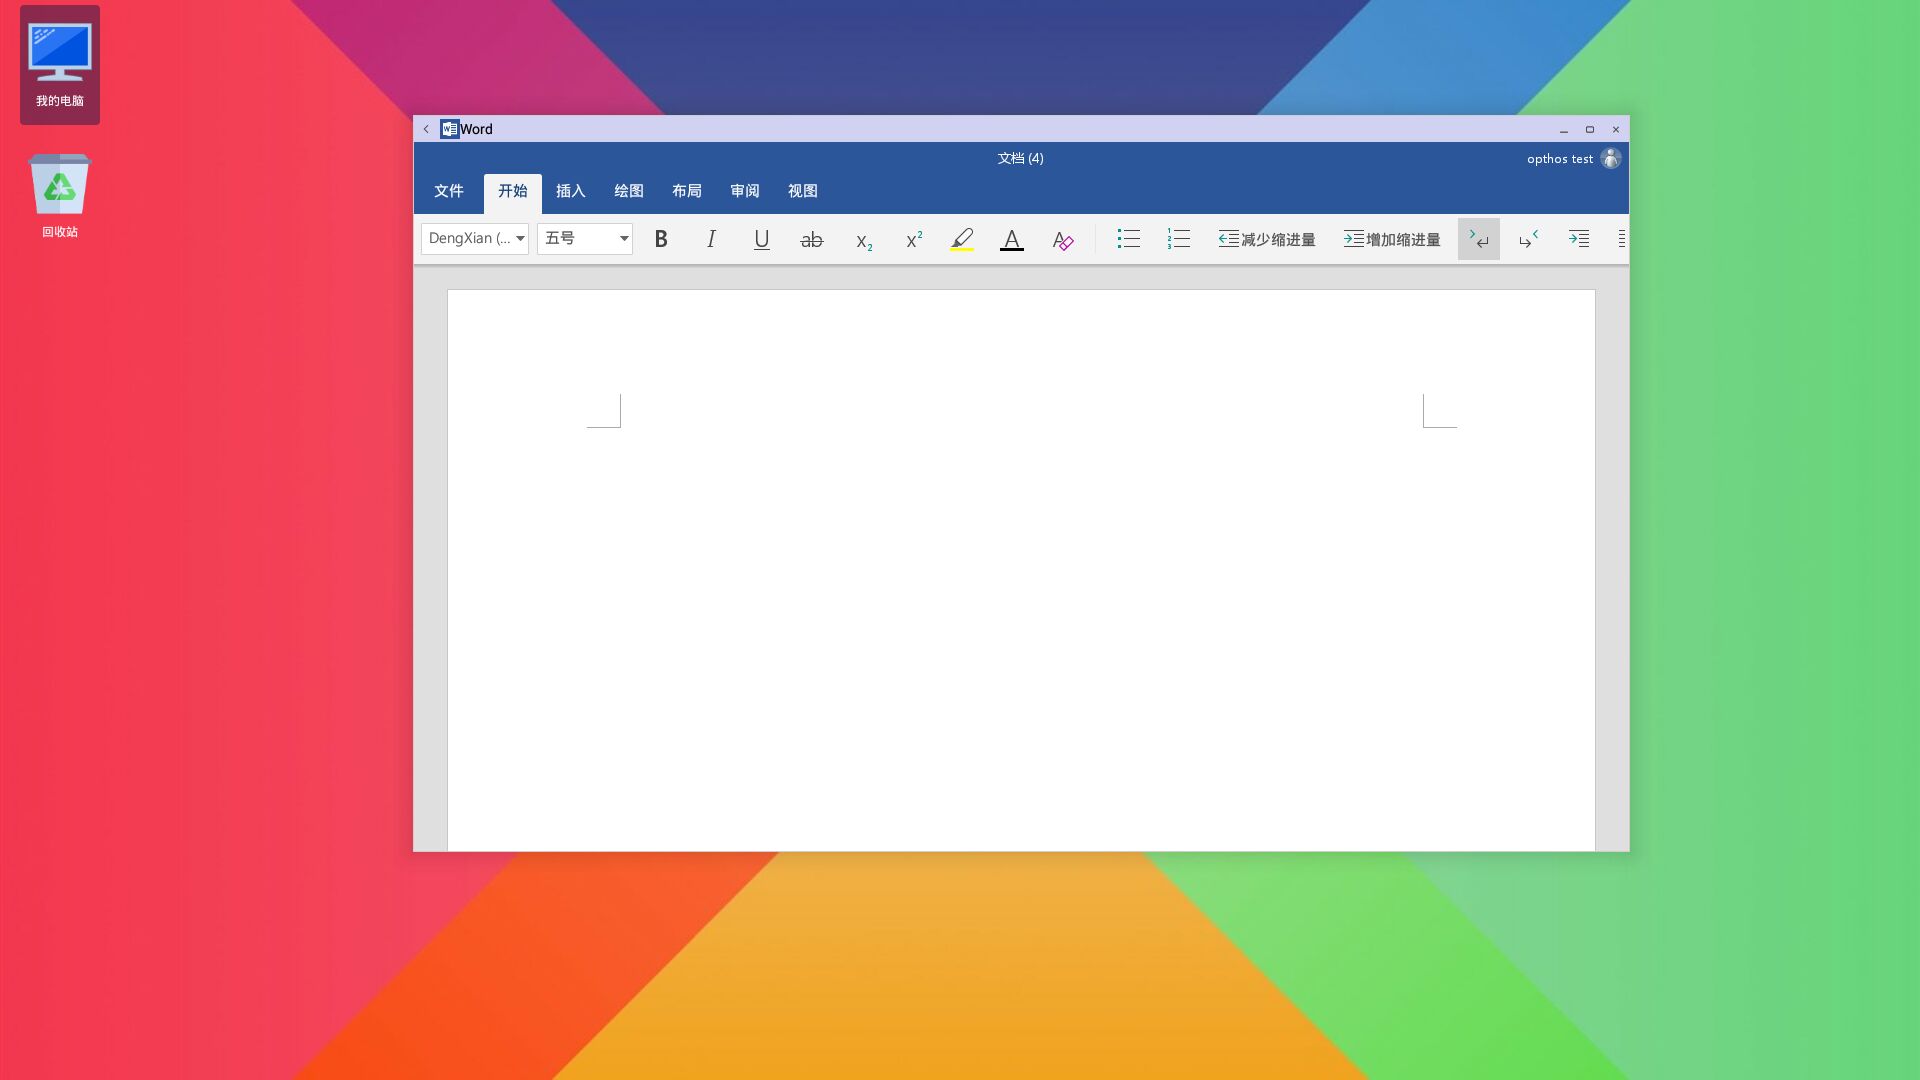 我的电脑
回收站
Word
文档 (4)
opthos test
文件 开始 插入 绘图 布局 审阅 视图
DengXian (... 五号 B I U ab x₂ x² A A 减少缩进量 增加缩进量